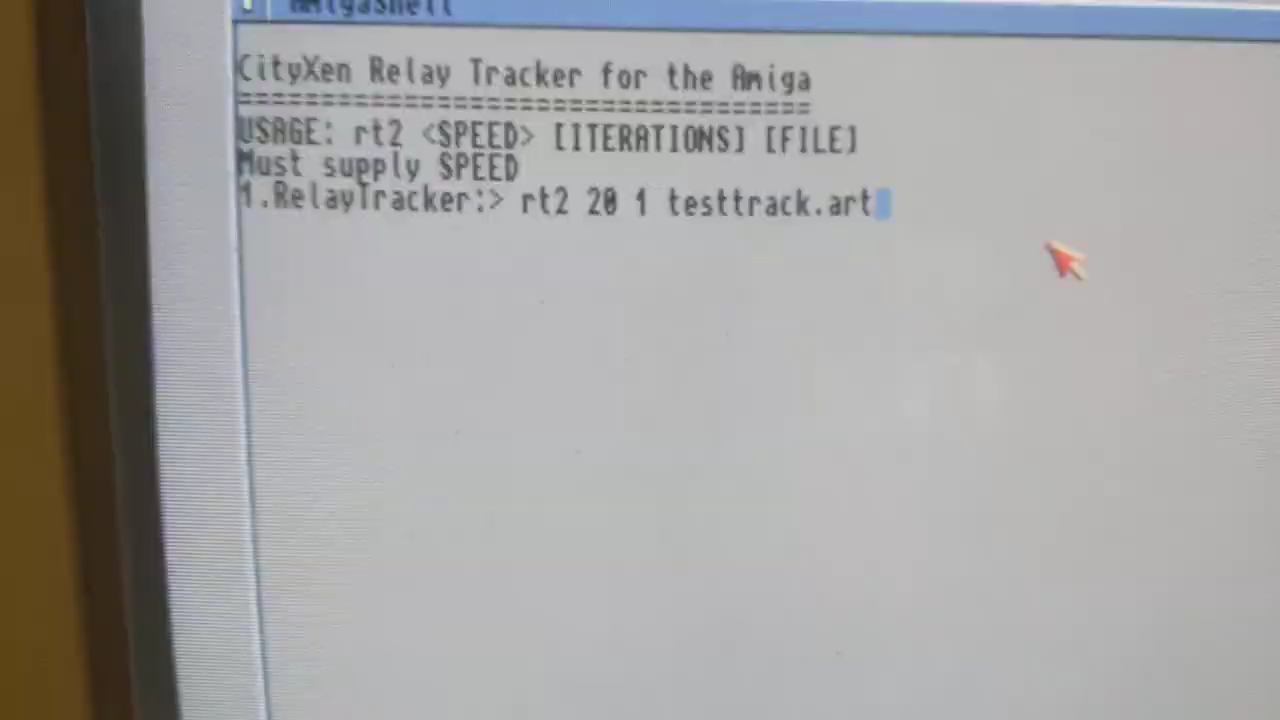 AmigaShell
CityXen Relay Tracker for the Amiga
===================================
USAGE: rt2 <SPEED> [ITERATIONS] [FILE]
Must supply SPEED
1.RelayTracker:> rt2 20 1 testtrack.art